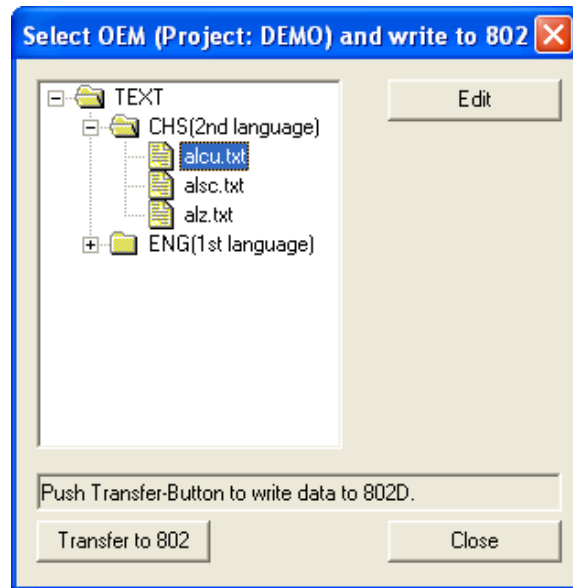 Select OEM (Project: DEMO) and write to 802
TEXT
Edit
CHS(2nd language)
alcu.txt
alsc.txt
alz.txt
ENG(1st language)
Push Transfer-Button to write data to 802D.
Transfer to 802
Close